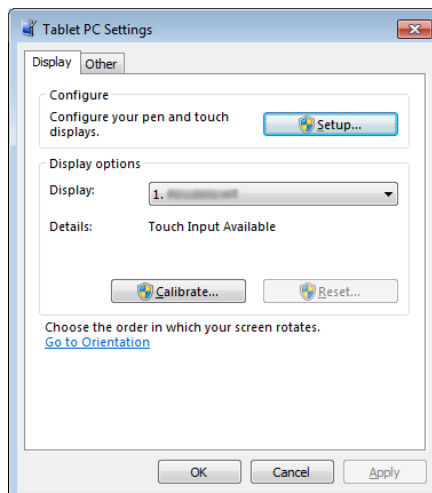 Tablet PC Settings
Display Other
Configure
Configure your pen and touch
displays.
Setup...
Display options
Display:
1.
Details:
Touch Input Available
Calibrate...
Reset...
Choose the order in which your screen rotates.
Go to Orientation
OK
Cancel
Apply